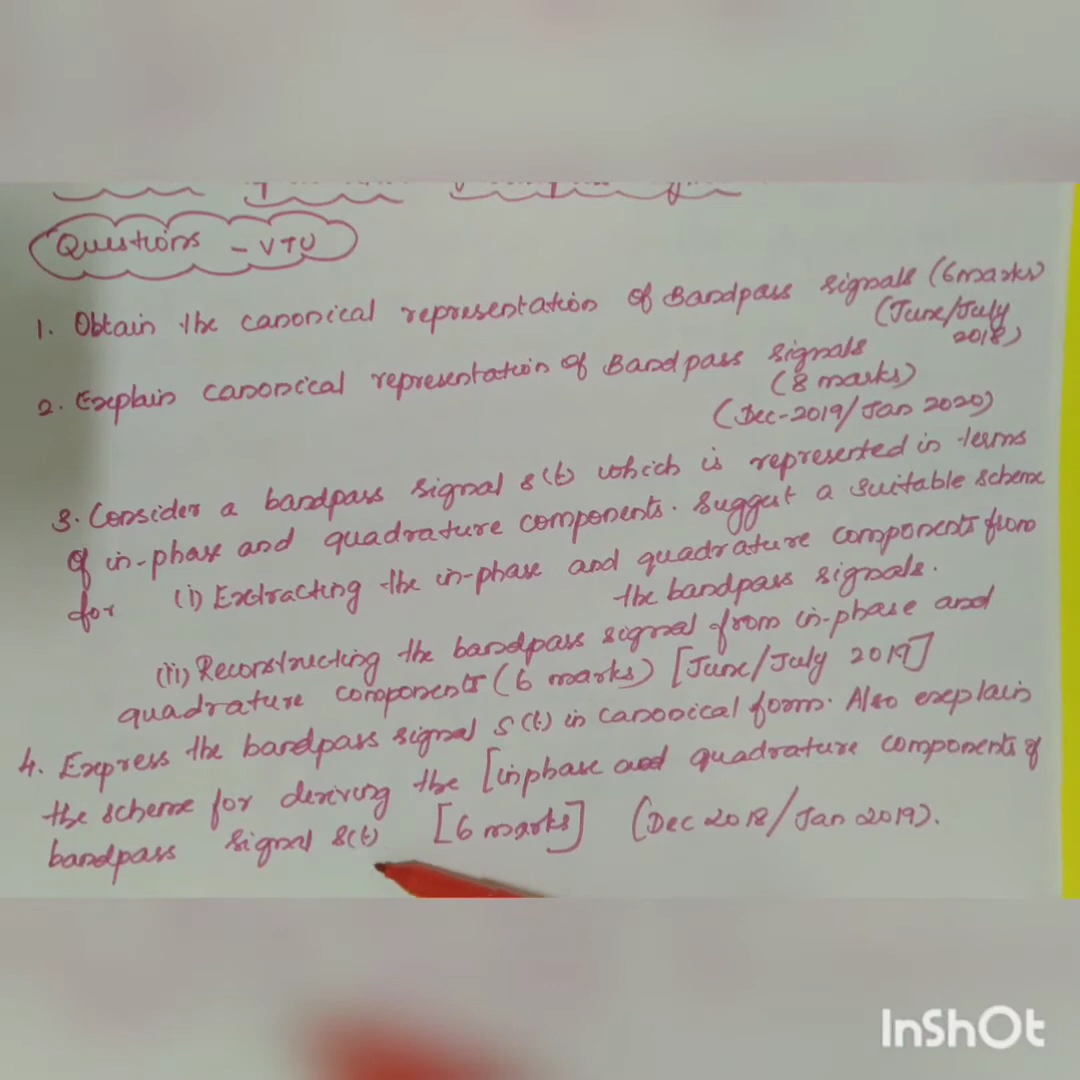 Questions - VTU
1. Obtain the canonical representation of Bandpass signals (6marks)
(June/July
2018)
2. Explain canonical representation of Bandpass signals
(8 marks)
(Dec-2019/Jan 2020)
3. Consider a bandpass signal s(t) which is represented in terms
of in-phase and quadrature components. Suggest a suitable scheme
for (i) Extracting the in-phase and quadrature components from
the bandpass signals.
(ii) Reconstructing the bandpass signal from in-phase and
quadrature components (6 marks) [June/July 2019]
4. Express the bandpass signal S(t) in canonical form. Also explain
the scheme for deriving the [inphase and quadrature components of
bandpass signal s(t) [6 marks] (Dec 2018/Jan 2019).
InShOt